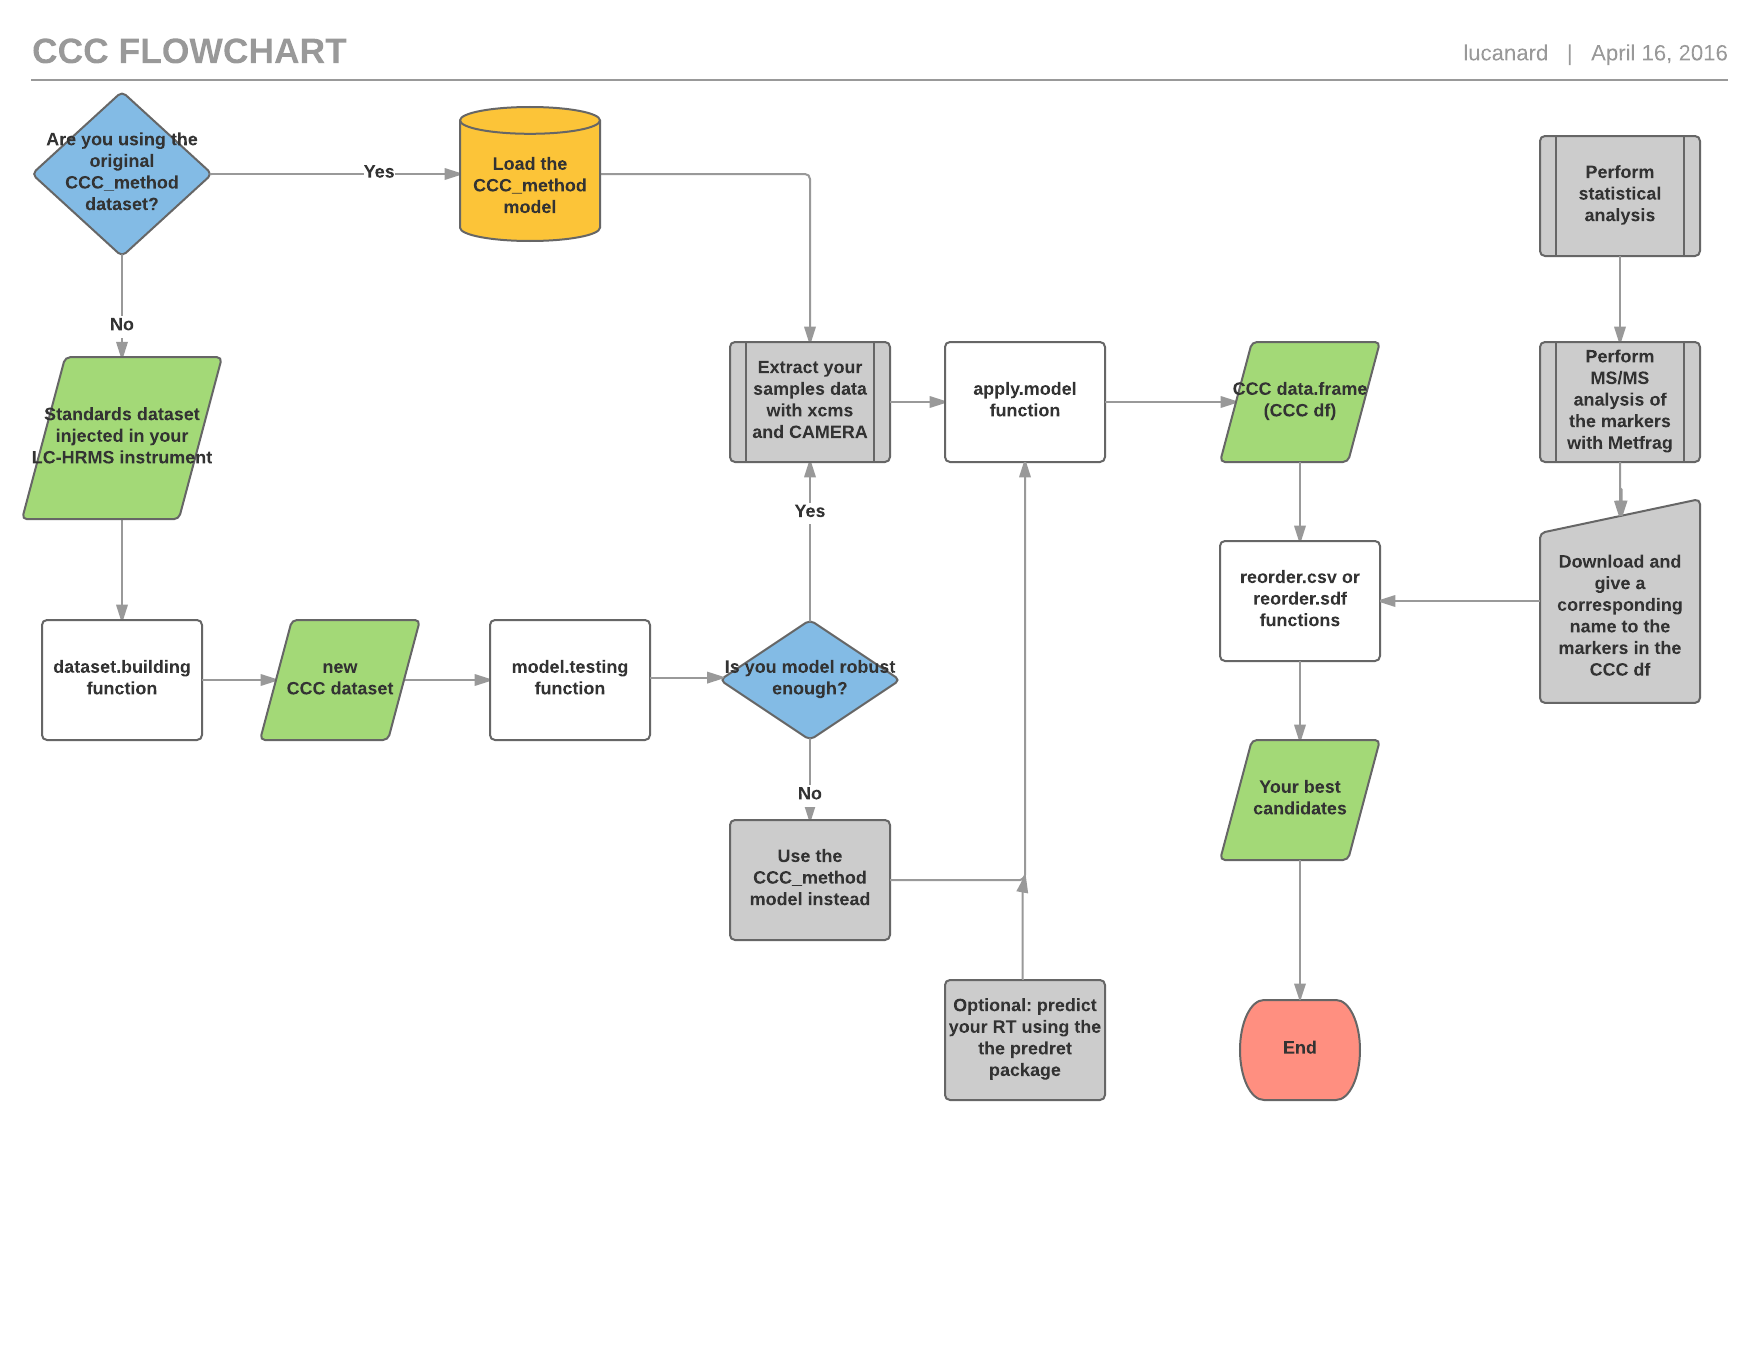 CCC FLOWCHART
lucanard | April 16, 2016
Are you using the
original
CCC_method
dataset?
Yes
Load the
CCC_method
model
Perform
statistical
analysis
No
Standards dataset
injected in your
LC-HRMS instrument
Extract your
samples data
with xcms
and CAMERA
apply.model
function
CCC data.frame
(CCC df)
Perform
MS/MS
analysis of
the markers
with Metfrag
Yes
reorder.csv or
reorder.sdf
functions
Download and
give a
corresponding
name to the
markers in the
CCC df
dataset.building
function
new
CCC dataset
model.testing
function
Is you model robust
enough?
No
Your best
candidates
Use the
CCC_method
model instead
Optional: predict
your RT using the
the predret
package
End